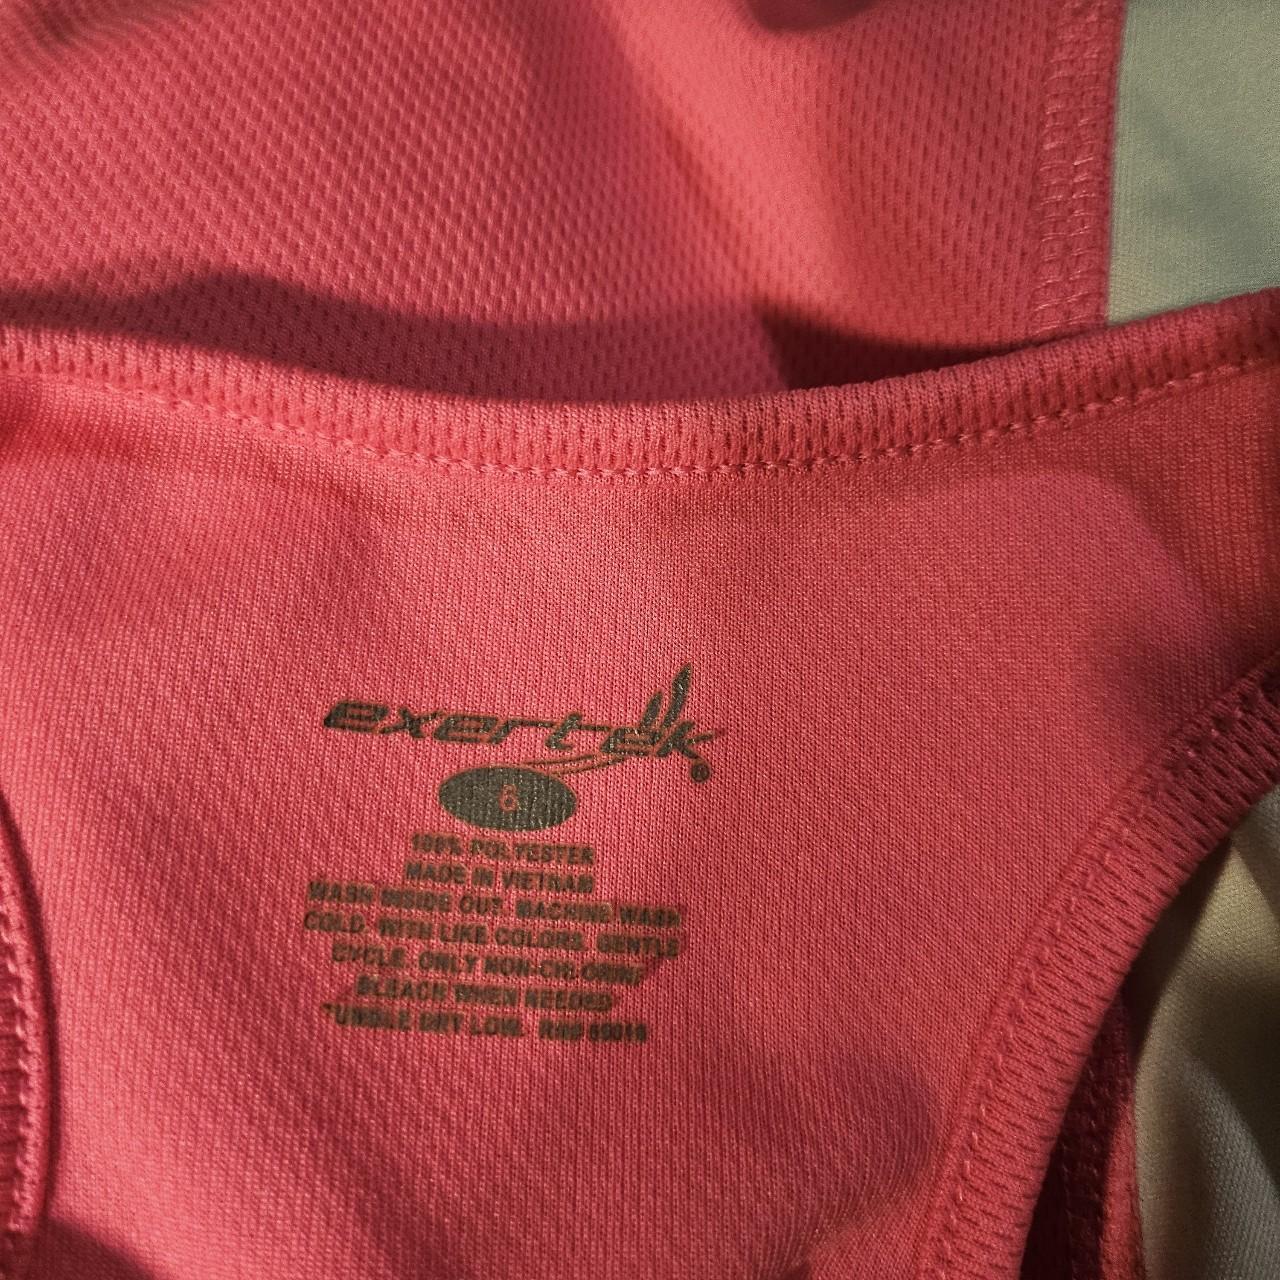 exertek®
6
100% POLYESTER
MADE IN VIETNAM
WASH INSIDE OUT. MACHINE WASH
COLD. WITH LIKE COLORS. GENTLE
CYCLE. ONLY NON-CHLORINE
BLEACH WHEN NEEDED
TUMBLE DRY LOW.